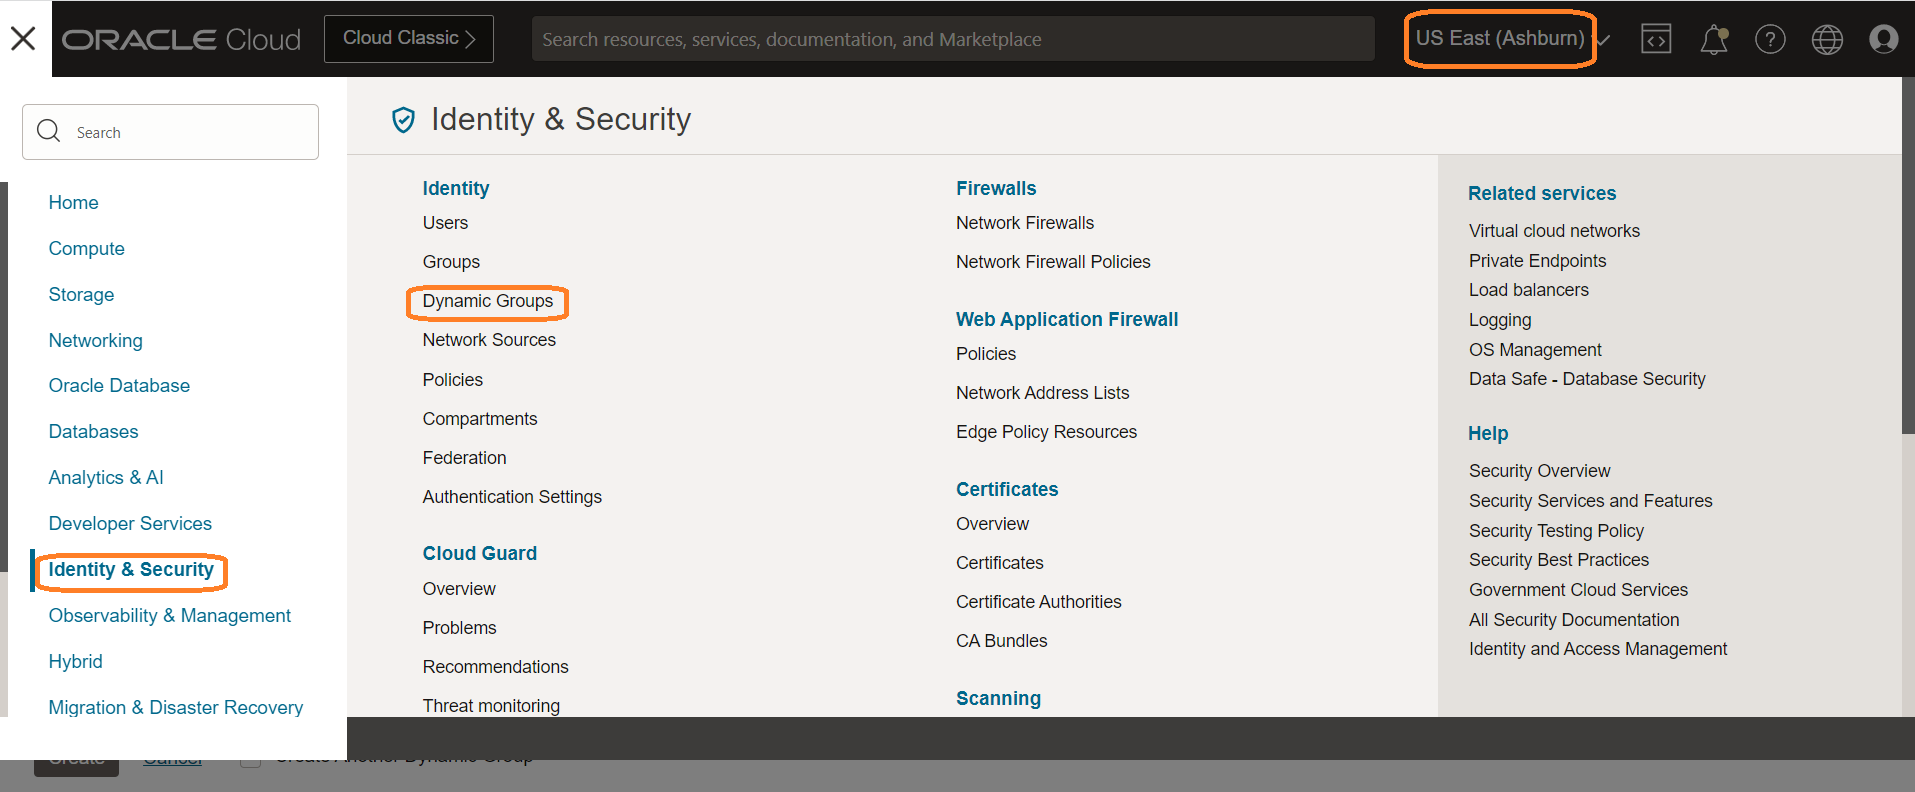 ORACLE Cloud
Cloud Classic
Search resources, services, documentation, and Marketplace
US East (Ashburn)
Search
Home
Compute
Storage
Networking
Oracle Database
Databases
Analytics & AI
Developer Services
Identity & Security
Observability & Management
Hybrid
Migration & Disaster Recovery
Identity & Security
Identity
Users
Groups
Dynamic Groups
Network Sources
Policies
Compartments
Federation
Authentication Settings
Cloud Guard
Overview
Problems
Recommendations
Threat monitoring
Firewalls
Network Firewalls
Network Firewall Policies
Web Application Firewall
Policies
Network Address Lists
Edge Policy Resources
Certificates
Overview
Certificates
Certificate Authorities
CA Bundles
Scanning
Related services
Virtual cloud networks
Private Endpoints
Load balancers
Logging
OS Management
Data Safe - Database Security
Help
Security Overview
Security Services and Features
Security Testing Policy
Security Best Practices
Government Cloud Services
All Security Documentation
Identity and Access Management
Create
Cancel
Create Another Dynamic Group